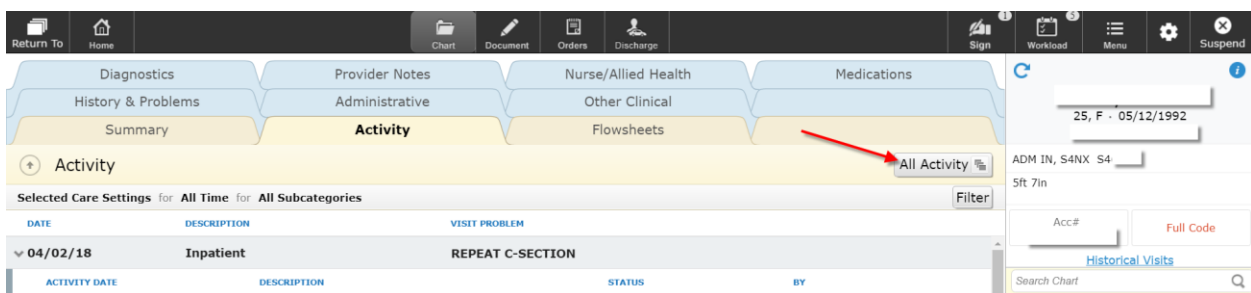 Return To
Home
Chart
Document
Orders
Discharge
1
Sign
5
Workload
Menu
Suspend
Diagnostics
Provider Notes
Nurse/Allied Health
Medications
History & Problems
Administrative
Other Clinical
Summary
Activity
Flowsheets
25, F - 05/12/1992
Activity
All Activity
ADM IN, S4NX S4
5ft 7in
Selected Care Settings for All Time for All Subcategories
Filter
DATE DESCRIPTION VISIT PROBLEM
04/02/18 Inpatient REPEAT C-SECTION
ACTIVITY DATE DESCRIPTION STATUS BY
Acc#
Full Code
Historical Visits
Search Chart